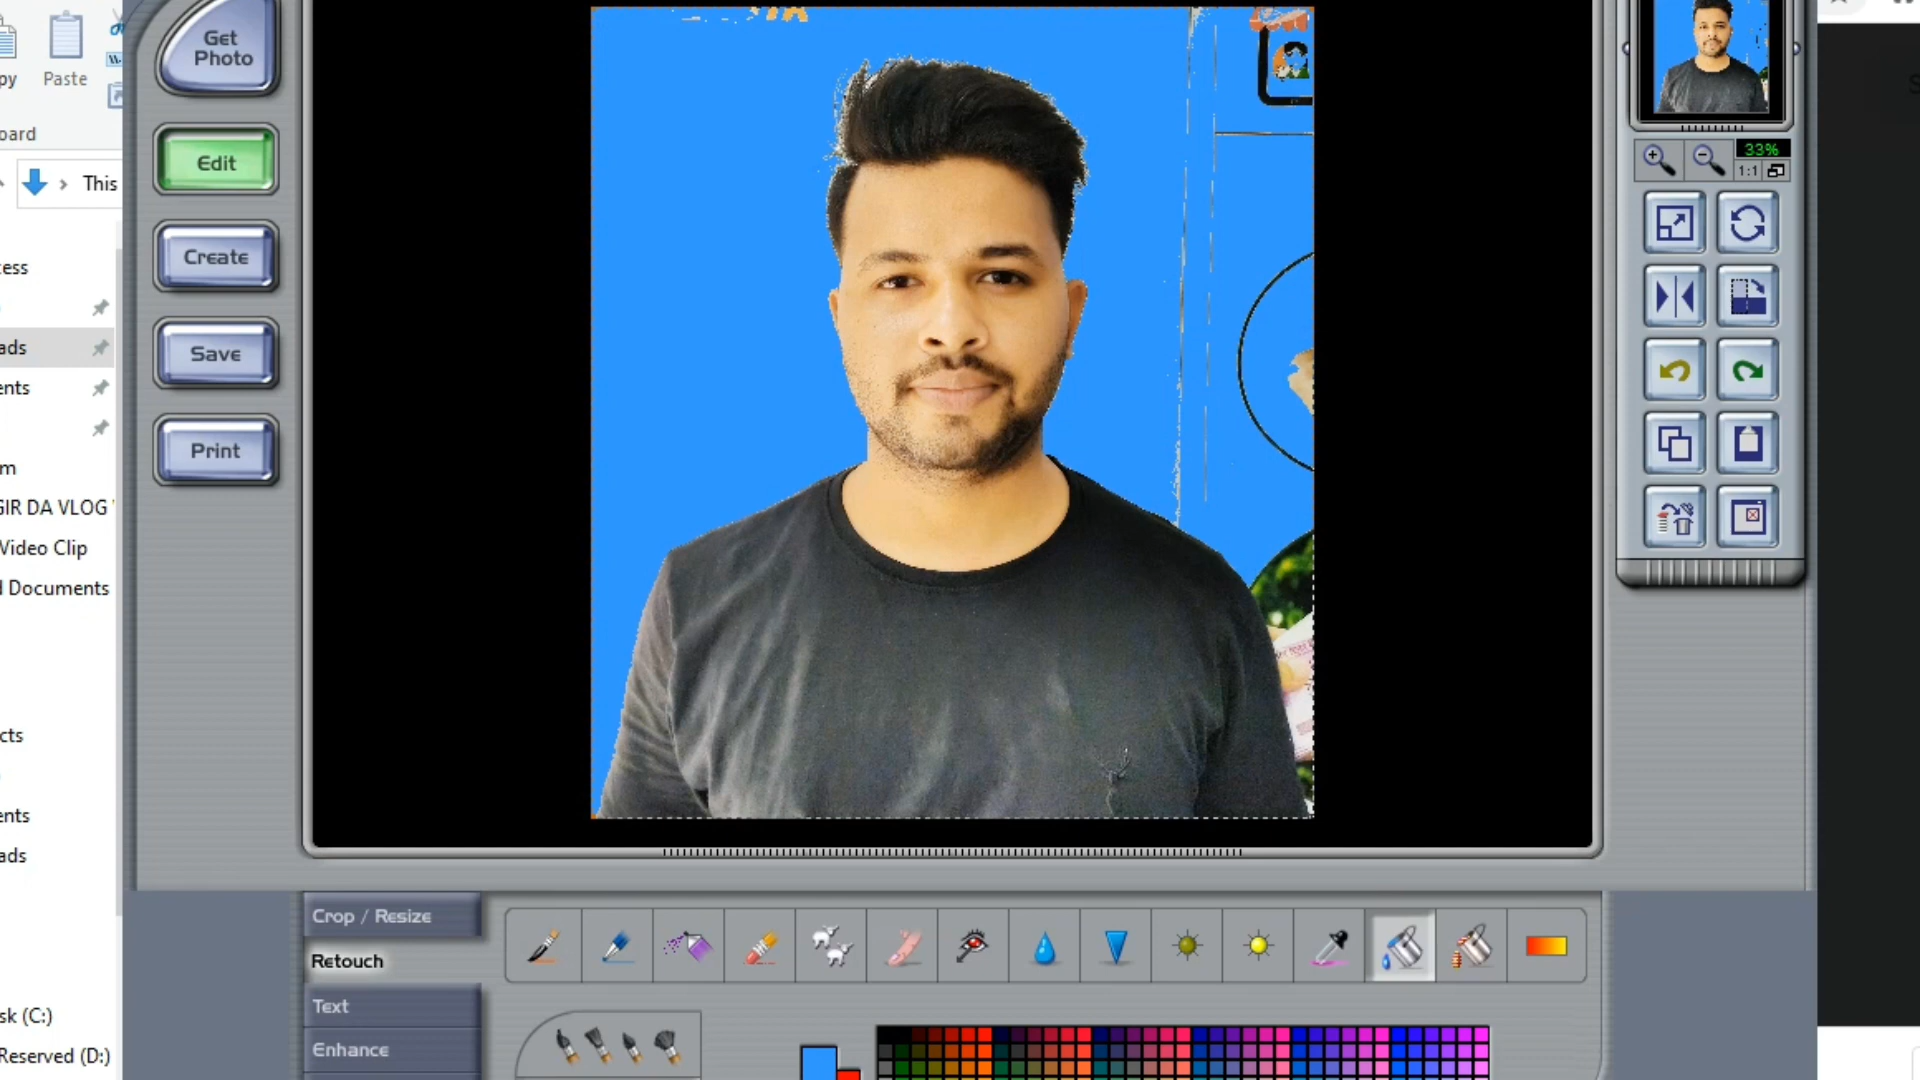 Get
Photo
Edit
Create
Save
Print
py
Paste
oard
This
ess
ads
ents
m
GIR DA VLOG
Video Clip
d Documents
cts
ents
ads
sk (C:)
Reserved (D:)
33%
1:1
Crop / Resize
Retouch
Text
Enhance